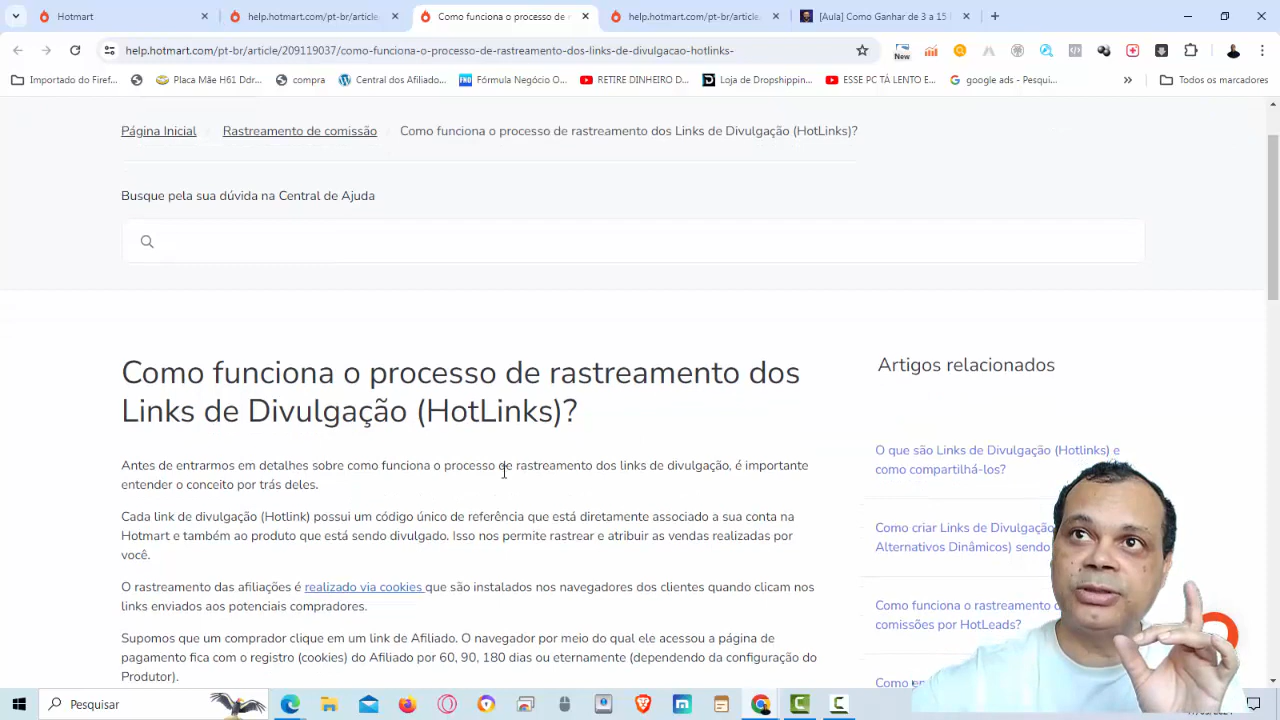 Hotmart
help.hotmart.com/pt-br/article
Como funciona o processo de r
help.hotmart.com/pt-br/article
[Aula] Como Ganhar de 3 a 15
help.hotmart.com/pt-br/article/209119037/como-funciona-o-processo-de-rastreamento-dos-links-de-divulgacao-hotlinks-
New
Importado do Firef...
Placa Mãe H61 Ddr...
compra
Central dos Afiliado...
Fórmula Negócio O...
RETIRE DINHEIRO D...
Loja de Dropshippin...
ESSE PC TÁ LENTO E...
google ads - Pesqui...
Todos os marcadores
Página Inicial / Rastreamento de comissão / Como funciona o processo de rastreamento dos Links de Divulgação (HotLinks)?
Busque pela sua dúvida na Central de Ajuda
Como funciona o processo de rastreamento dos
Links de Divulgação (HotLinks)?
Antes de entrarmos em detalhes sobre como funciona o processo de rastreamento dos links de divulgação, é importante
entender o conceito por trás deles.
Cada link de divulgação (Hotlink) possui um código único de referência que está diretamente associado a sua conta na
Hotmart e também ao produto que está sendo divulgado. Isso nos permite rastrear e atribuir as vendas realizadas por
você.
O rastreamento das afiliações é realizado via cookies que são instalados nos navegadores dos clientes quando clicam nos
links enviados aos potenciais compradores.
Supomos que um comprador clique em um link de Afiliado. O navegador por meio do qual ele acessou a página de
pagamento fica com o registro (cookies) do Afiliado por 60, 90, 180 dias ou eternamente (dependendo da configuração do
Produtor).
Artigos relacionados
O que são Links de Divulgação (Hotlinks) e
como compartilhá-los?
Como criar Links de Divulgação
Alternativos Dinâmicos) sendo
Como funciona o rastreamento
comissões por HotLeads?
Como
Pesquisar